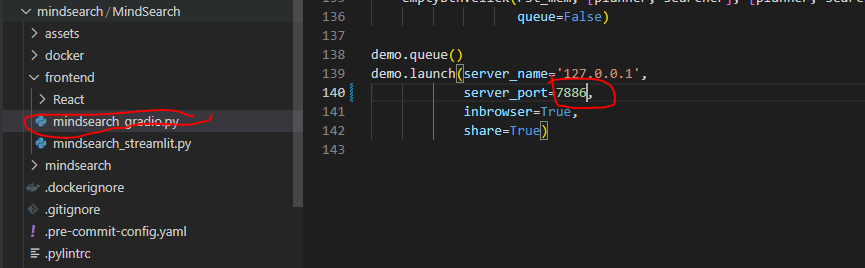 mindsearch/MindSearch
assets
docker
frontend
React
mindsearch_gradio.py
mindsearch_streamlit.py
mindsearch
.dockerignore
.gitignore
.pre-commit-config.yaml
.pylintrc
136 queue=False)
137
138 demo.queue()
139 demo.launch(server_name='127.0.0.1',
140 server_port=7886,
141 inbrowser=True,
142 share=True)
143